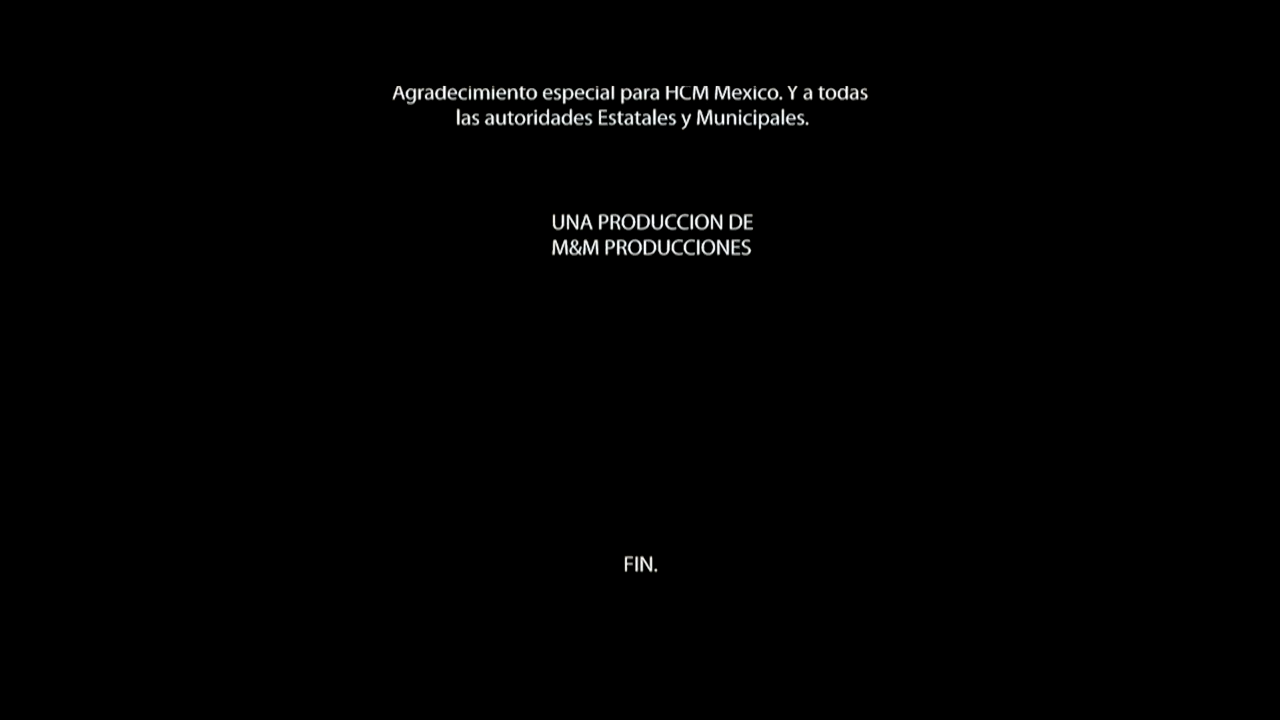 Agradecimiento especial para HCM Mexico. Y a todas
las autoridades Estatales y Municipales.
UNA PRODUCCION DE
M&M PRODUCCIONES
FIN.